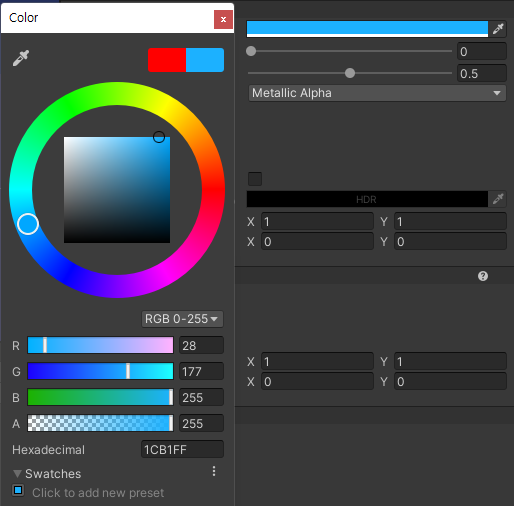 Color
x
0
0.5
Metallic Alpha
HDR
X 1 Y 1
X 0 Y 0
?
RGB 0-255
R 28
G 177
B 255
A 255
X 1 Y 1
X 0 Y 0
Hexadecimal 1CB1FF
Swatches
Click to add new preset